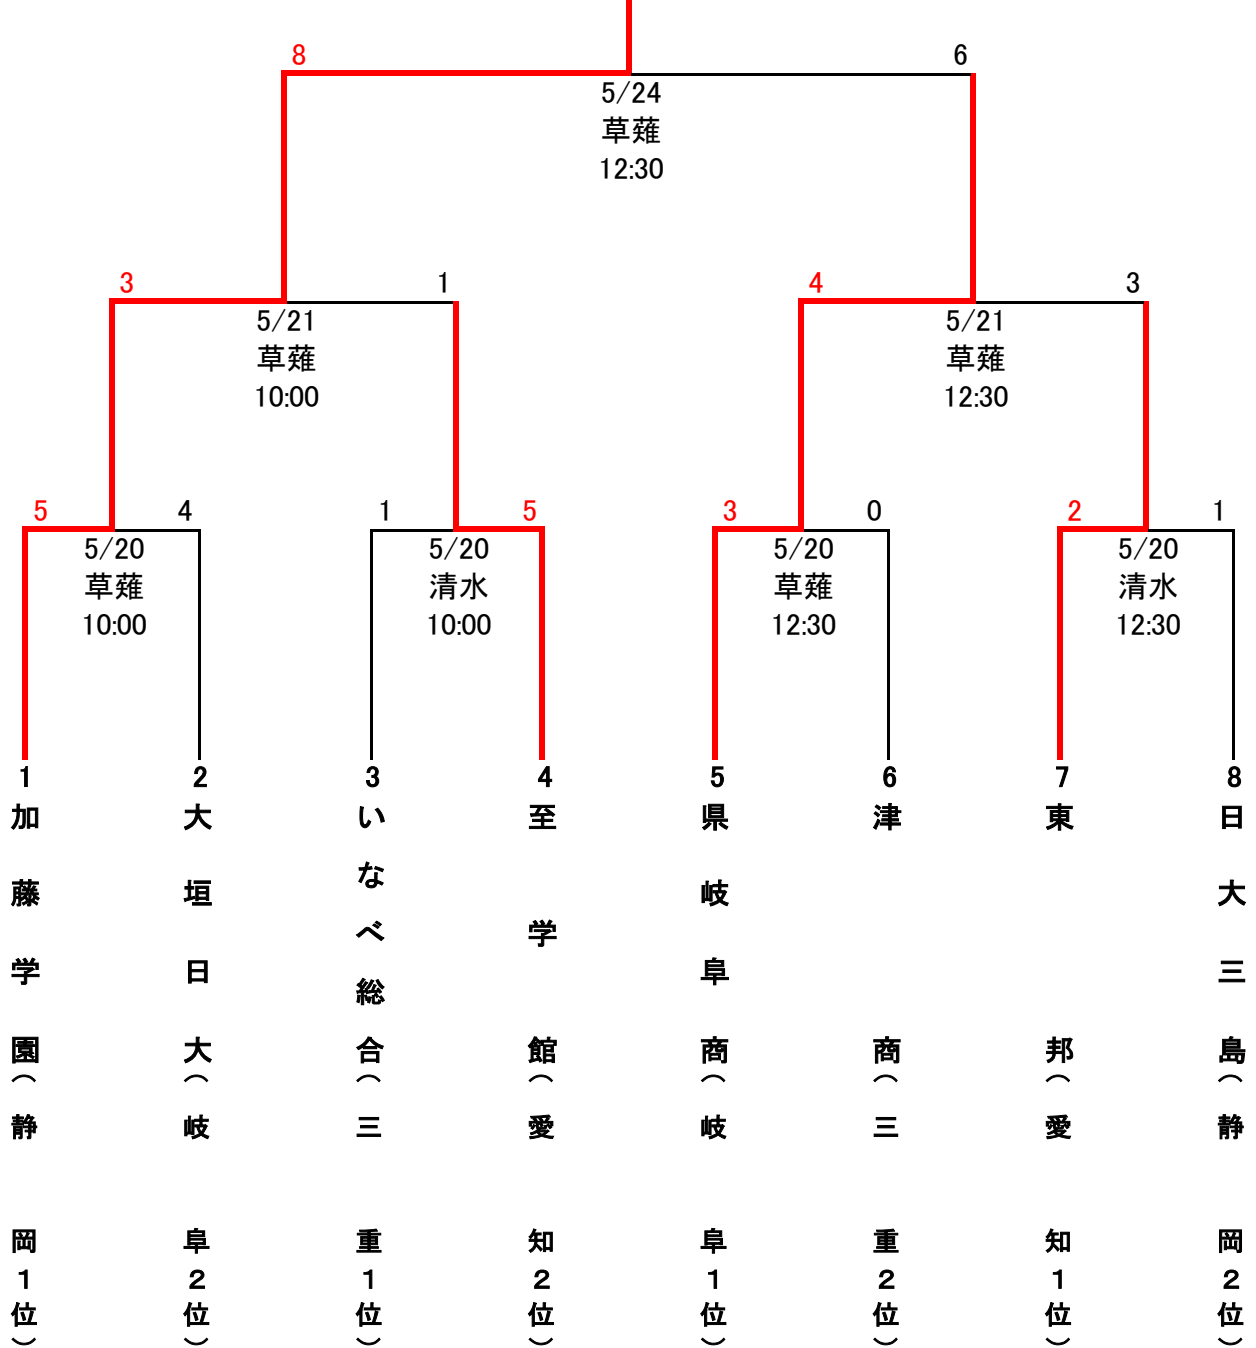 8
6
5/24
草薙
12:30
3
1
4
3
5/21
草薙
10:00
5/21
草薙
12:30
5
4
1
5
3
0
2
1
5/20
草薙
10:00
5/20
清水
10:00
5/20
草薙
12:30
5/20
清水
12:30
1
加藤学園(静岡1位)
2
大垣日大(岐阜2位)
3
いなべ総合(三重1位)
4
至学館(愛知2位)
5
県岐阜商(岐阜1位)
6
津商(三重2位)
7
東邦(愛知1位)
8
日大三島(静岡2位)